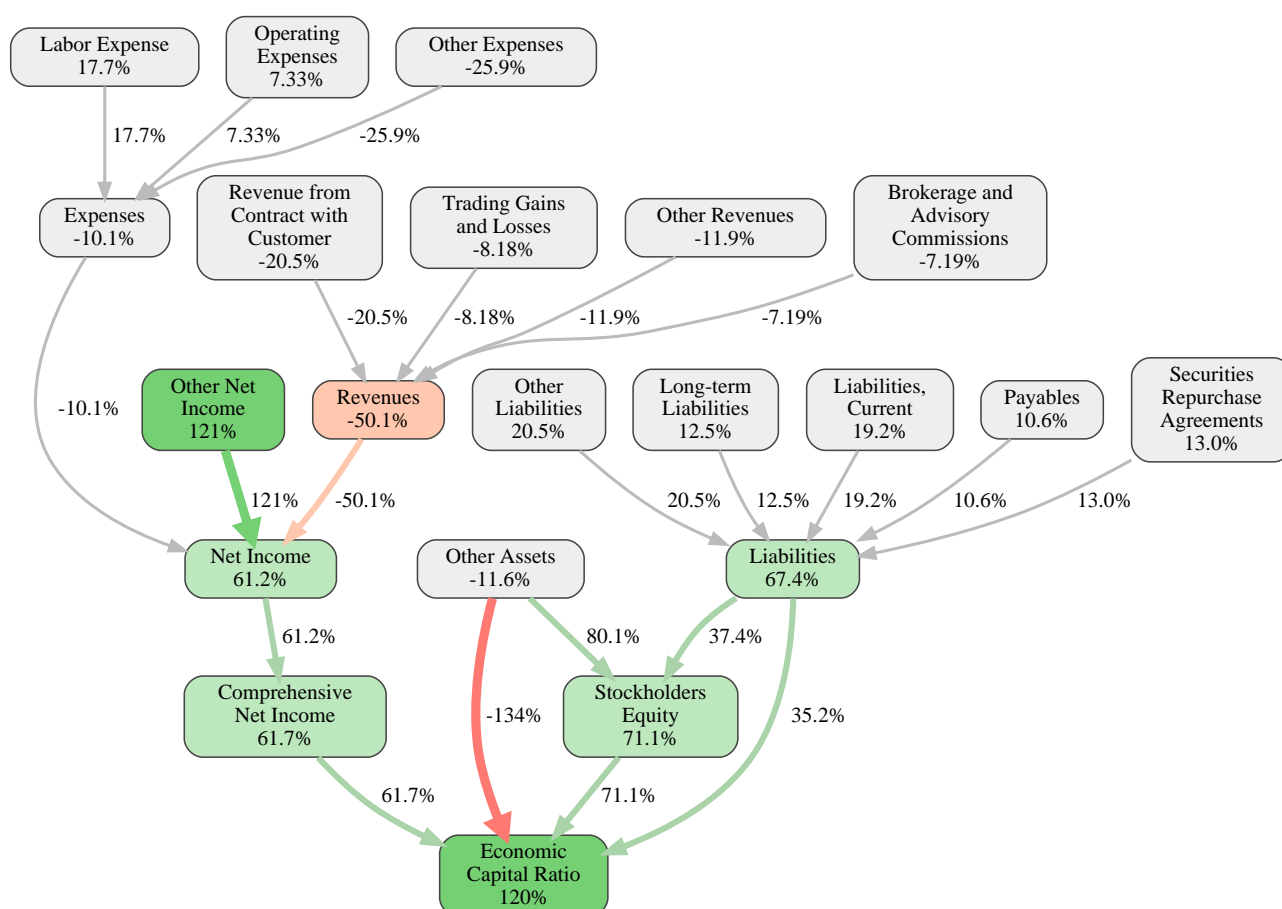 Labor Expense
17.7%
Operating
Expenses
7.33%
Other Expenses
-25.9%
17.7%
7.33%
-25.9%
Expenses
-10.1%
Revenue from
Contract with
Customer
-20.5%
Trading Gains
and Losses
-8.18%
Other Revenues
-11.9%
Brokerage and
Advisory
Commissions
-7.19%
-20.5%
-8.18%
-11.9%
-7.19%
-10.1%
Other Net
Income
121%
Revenues
-50.1%
Other
Liabilities
20.5%
Long-term
Liabilities
12.5%
Liabilities,
Current
19.2%
Payables
10.6%
Securities
Repurchase
Agreements
13.0%
121%
-50.1%
20.5%
12.5%
19.2%
10.6%
13.0%
Net Income
61.2%
Other Assets
-11.6%
Liabilities
67.4%
61.2%
80.1%
37.4%
Comprehensive
Net Income
61.7%
-134%
Stockholders
Equity
71.1%
35.2%
61.7%
71.1%
Economic
Capital Ratio
120%